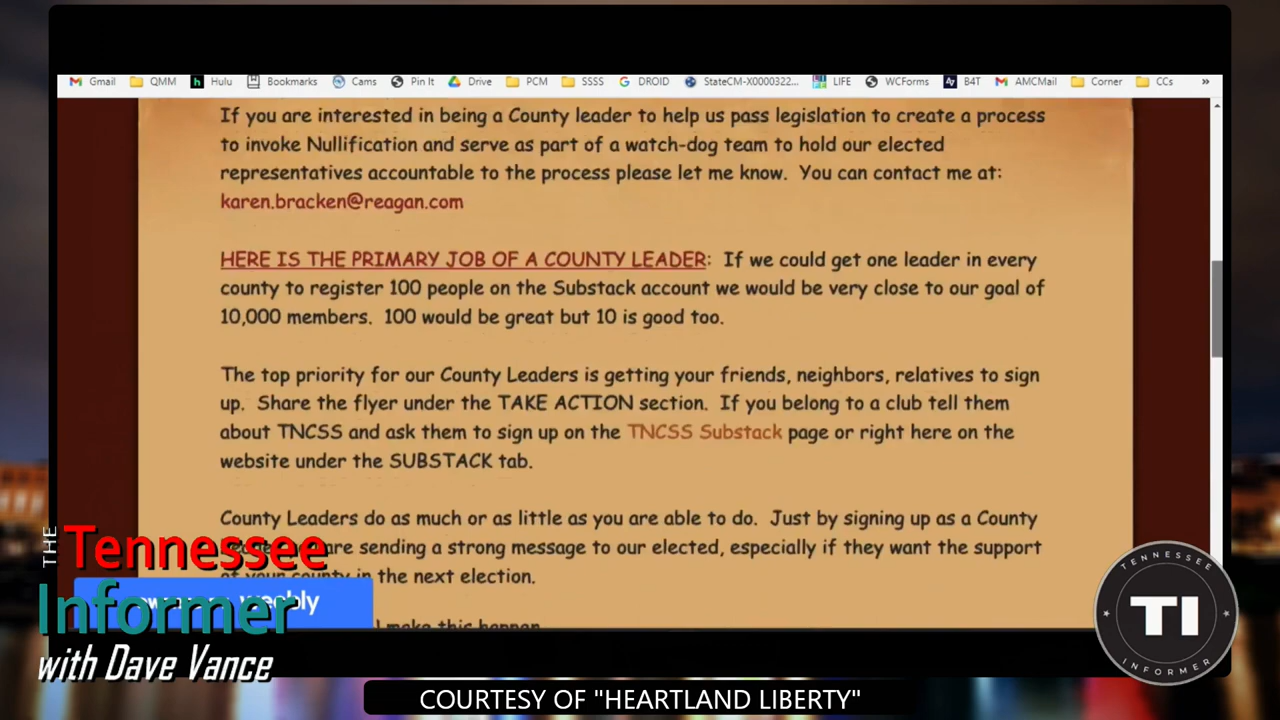 Gmail QMM Hulu Bookmarks Cams Pin It Drive PCM SSSS DROID StateCM-X0000322... LIFE WCForms B4T AMCMail Corner CCs »
If you are interested in being a County leader to help us pass legislation to create a process
to invoke Nullification and serve as part of a watch-dog team to hold our elected
representatives accountable to the process please let me know. You can contact me at:
karen.bracken@reagan.com
HERE IS THE PRIMARY JOB OF A COUNTY LEADER: If we could get one leader in every
county to register 100 people on the Substack account we would be very close to our goal of
10,000 members. 100 would be great but 10 is good too.
The top priority for our County Leaders is getting your friends, neighbors, relatives to sign
up. Share the flyer under the TAKE ACTION section. If you belong to a club tell them
about TNCSS and ask them to sign up on the TNCSS Substack page or right here on the
website under the SUBSTACK tab.
County Leaders do as much or as little as you are able to do. Just by signing up as a County
are sending a strong message to our elected, especially if they want the support
of your county in the next election.
make this happen
weebly
THE Tennessee
Informer
with Dave Vance
TENNESSEE
TI
INFORMER
COURTESY OF "HEARTLAND LIBERTY"